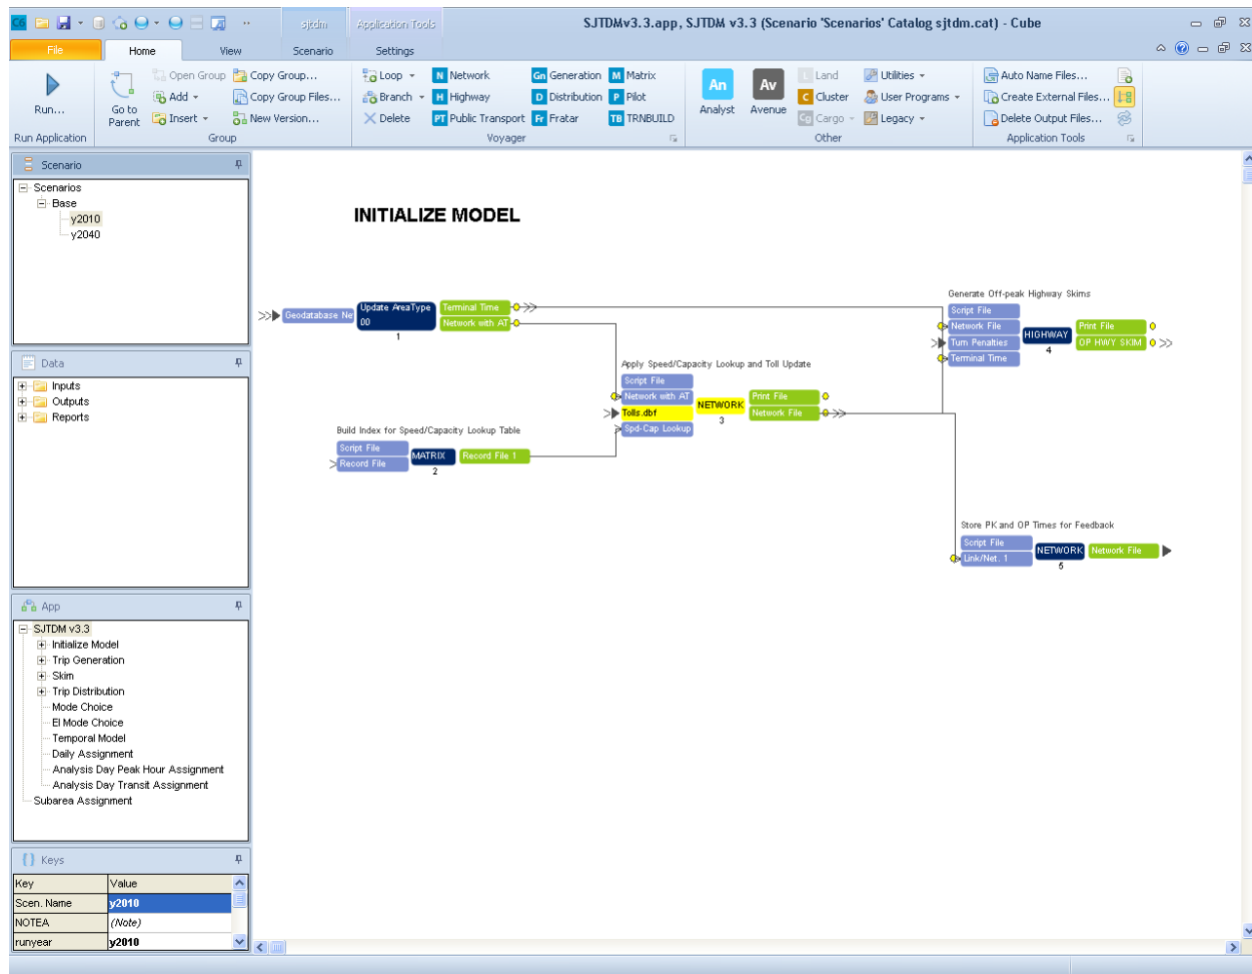 SJTDMv3.3.app, SJTDM v3.3 (Scenario 'Scenarios' Catalog sjtdm.cat) - Cube
sjtdm
Application Tools
File
Home
View
Scenario
Settings
Run...
Run Application
Go to Parent
Open Group
Add
Insert
Copy Group...
Copy Group Files...
New Version...
Group
Loop
Branch
Delete
N Network
H Highway
PT Public Transport
Gn Generation
D Distribution
Fr Fratar
M Matrix
P Pilot
TB TRNBUILD
Voyager
An
Analyst
Av
Avenue
L Land
C Cluster
Cg Cargo
Utilities
User Programs
Legacy
Other
Auto Name Files...
Create External Files...
Delete Output Files...
Application Tools
Scenario
Scenarios
Base
y2010
y2040
Data
Inputs
Outputs
Reports
App
SJTDM v3.3
Initialize Model
Trip Generation
Skim
Trip Distribution
Mode Choice
EI Mode Choice
Temporal Model
Daily Assignment
Analysis Day Peak Hour Assignment
Analysis Day Transit Assignment
Subarea Assignment
Keys
Key Value
Scen. Name y2010
NOTEA (Note)
runyear y2010
INITIALIZE MODEL
Geodatabase Ne
Update AreaType
00
1
Terminal Time
Network with AT
Build Index for Speed/Capacity Lookup Table
Script File
Record File
MATRIX
2
Record File 1
Apply Speed/Capacity Lookup and Toll Update
Script File
Network with AT
Tolls.dbf
Spd-Cap Lookup
NETWORK
3
Print File
Network File
Generate Off-peak Highway Skims
Script File
Network File
Turn Penalties
Terminal Time
HIGHWAY
4
Print File
OP HWY SKIM
Store PK and OP Times for Feedback
Script File
Link/Net. 1
NETWORK
5
Network File